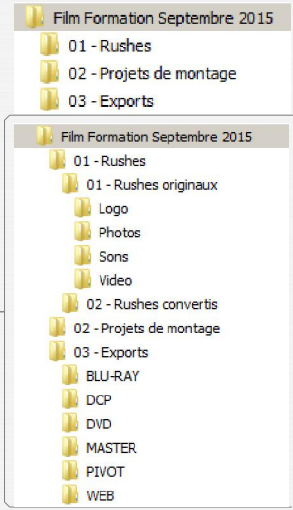 Film Formation Septembre 2015
01 - Rushes
02 - Projets de montage
03 - Exports
Film Formation Septembre 2015
01 - Rushes
01 - Rushes originaux
Logo
Photos
Sons
Video
02 - Rushes convertis
02 - Projets de montage
03 - Exports
BLU-RAY
DCP
DVD
MASTER
PIVOT
WEB